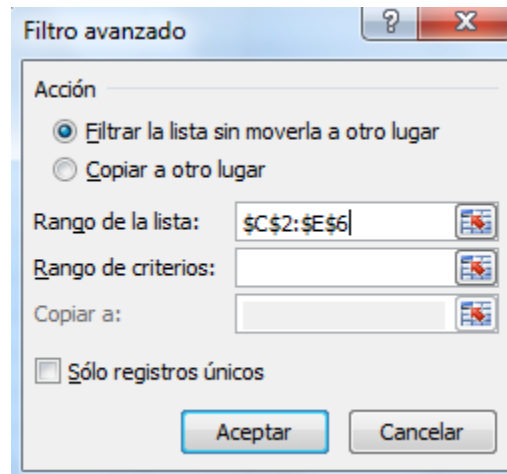 Filtro avanzado
Acción
Filtrar la lista sin moverla a otro lugar
Copiar a otro lugar
Rango de la lista: $C$2:$E$6
Rango de criterios:
Copiar a:
Sólo registros únicos
Aceptar Cancelar